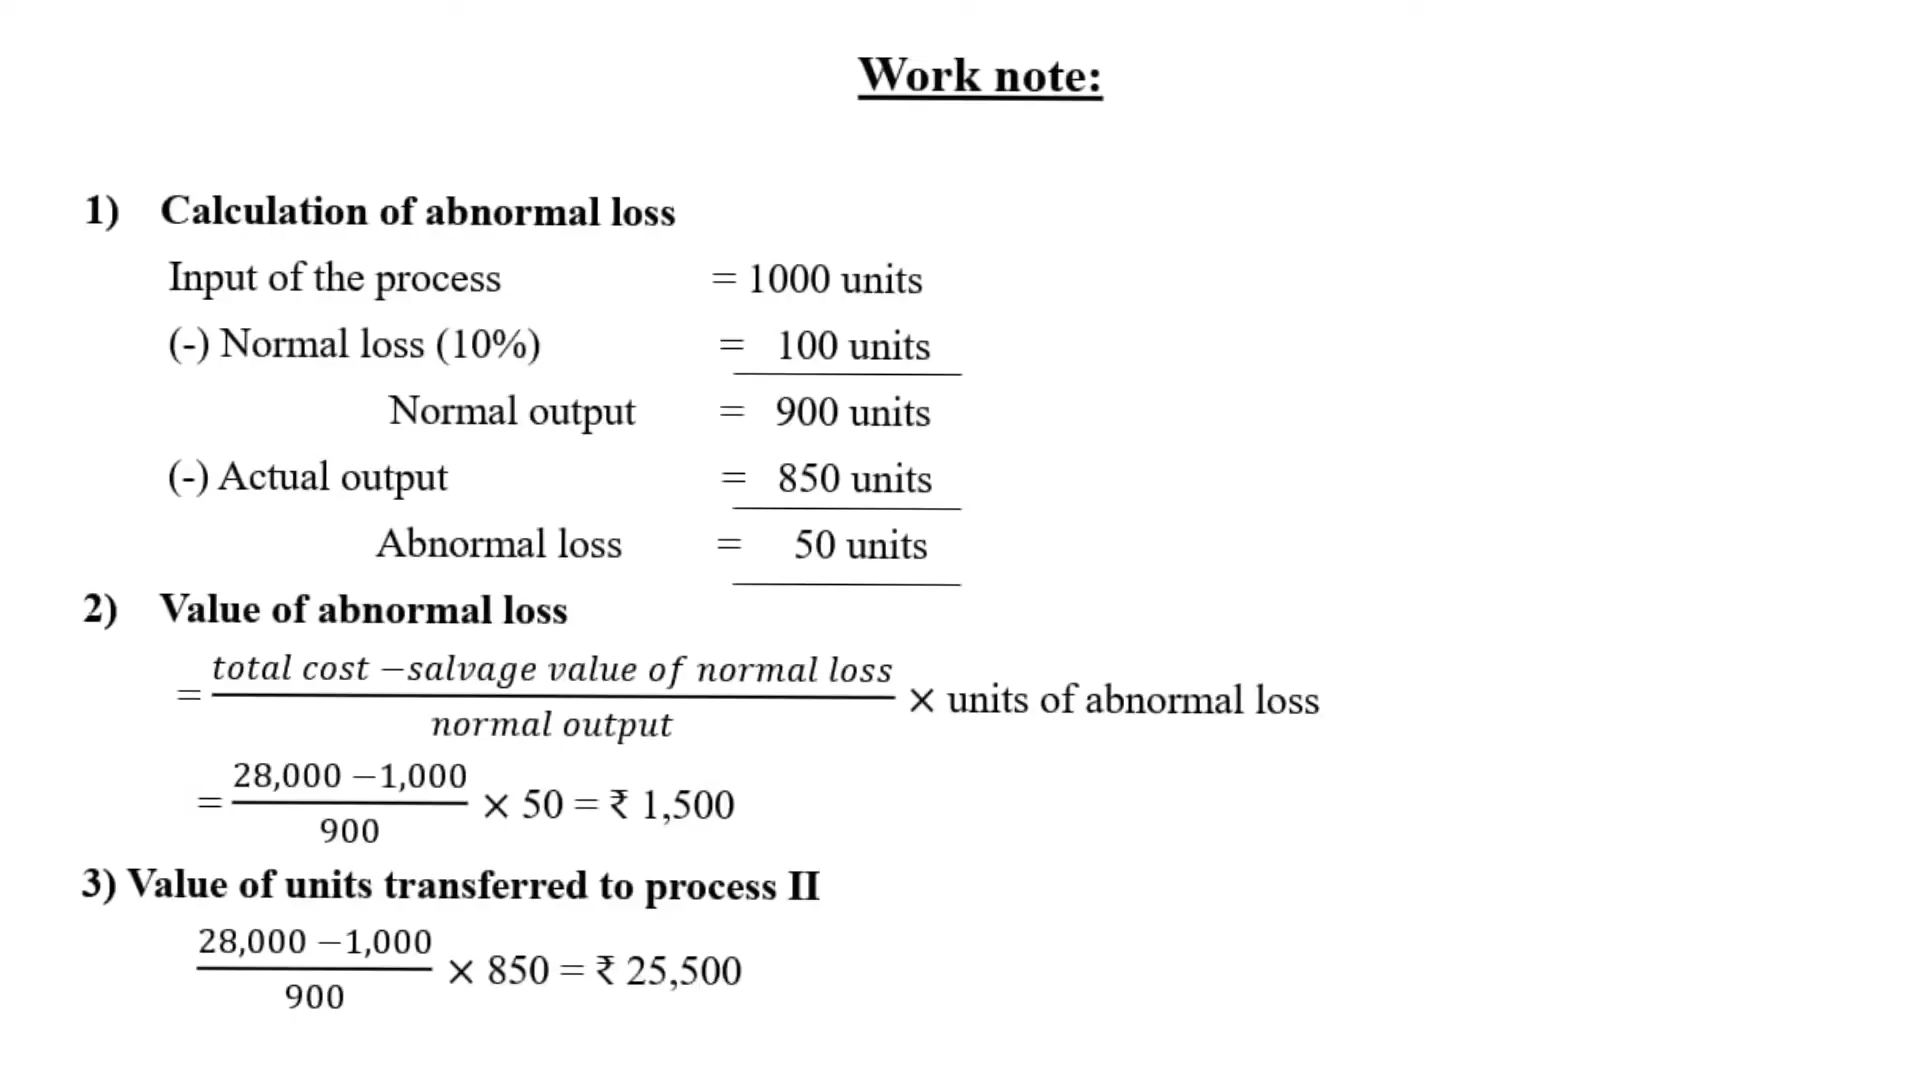 Work note:
1) Calculation of abnormal loss
Input of the process = 1000 units
(-) Normal loss (10%) = 100 units
Normal output = 900 units
(-) Actual output = 850 units
Abnormal loss = 50 units
2) Value of abnormal loss
= total cost −salvage value of normal loss / normal output × units of abnormal loss
= 28,000 −1,000 / 900 × 50 = ₹ 1,500
3) Value of units transferred to process II
28,000 −1,000 / 900 × 850 = ₹ 25,500